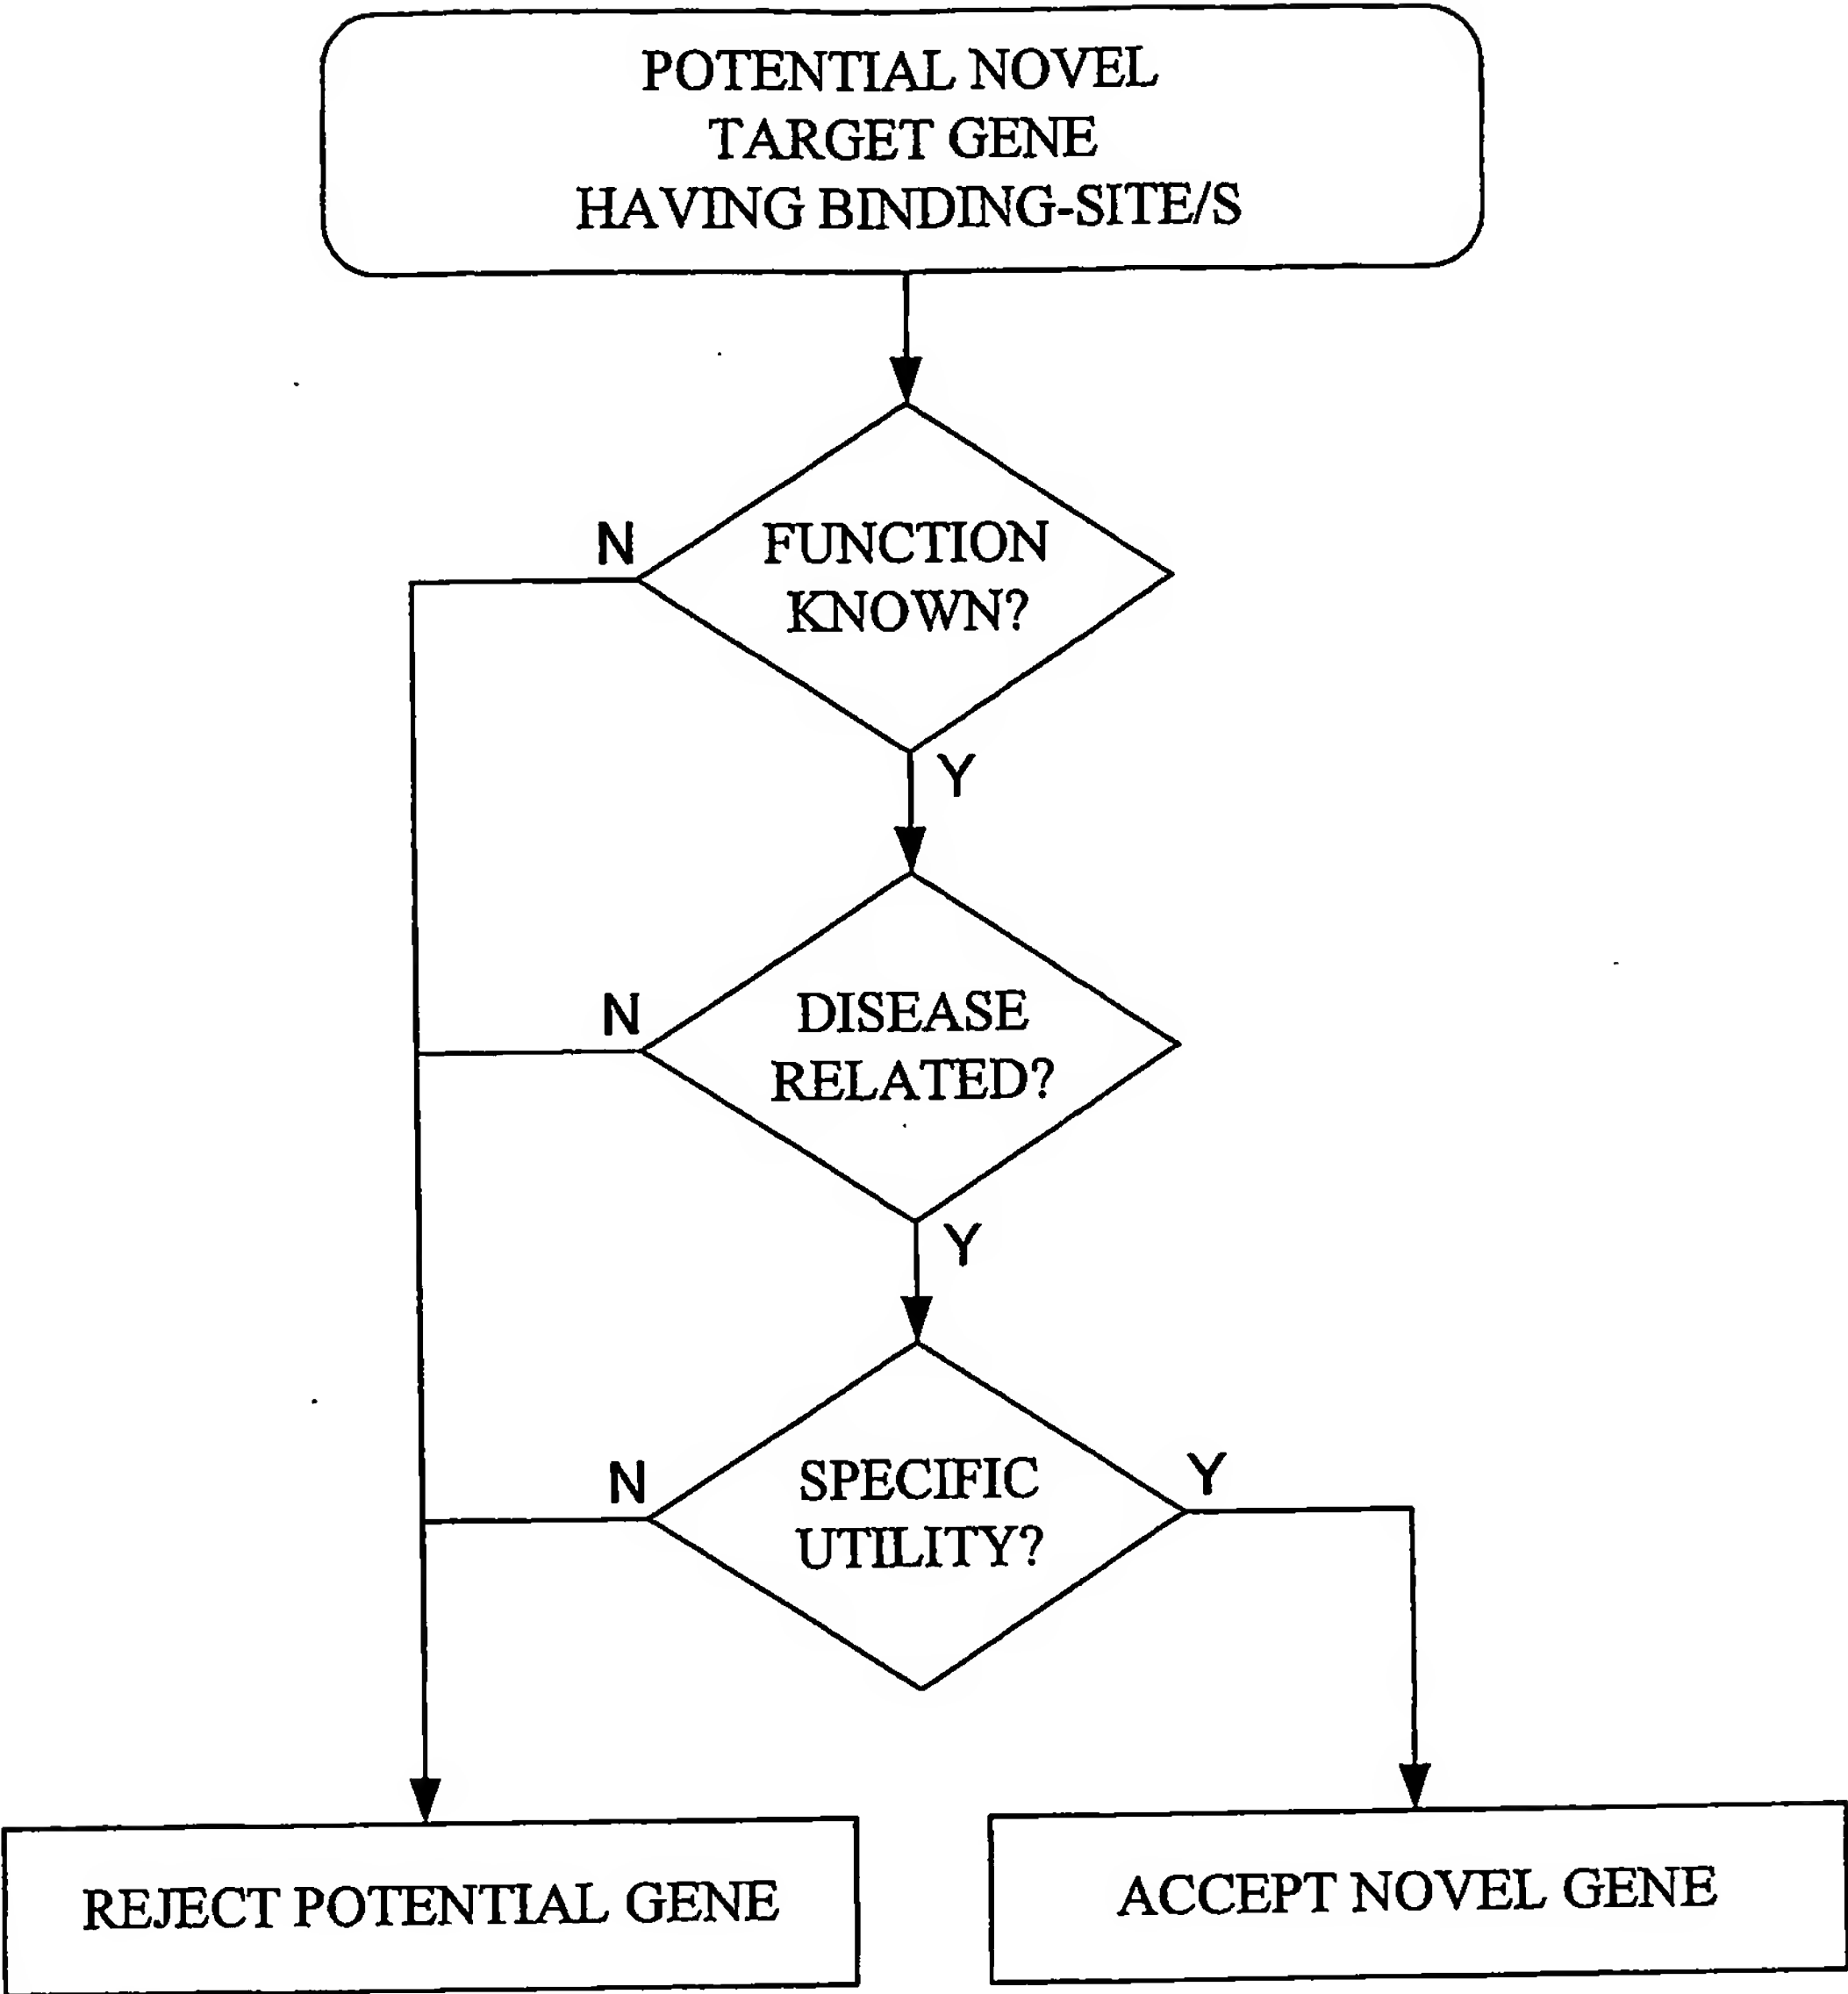 POTENTIAL NOVEL
TARGET GENE
HAVING BINDING-SITE/S
N
FUNCTION
KNOWN?
Y
N
DISEASE
RELATED?
Y
N
SPECIFIC
UTILITY?
Y
REJECT POTENTIAL GENE
ACCEPT NOVEL GENE